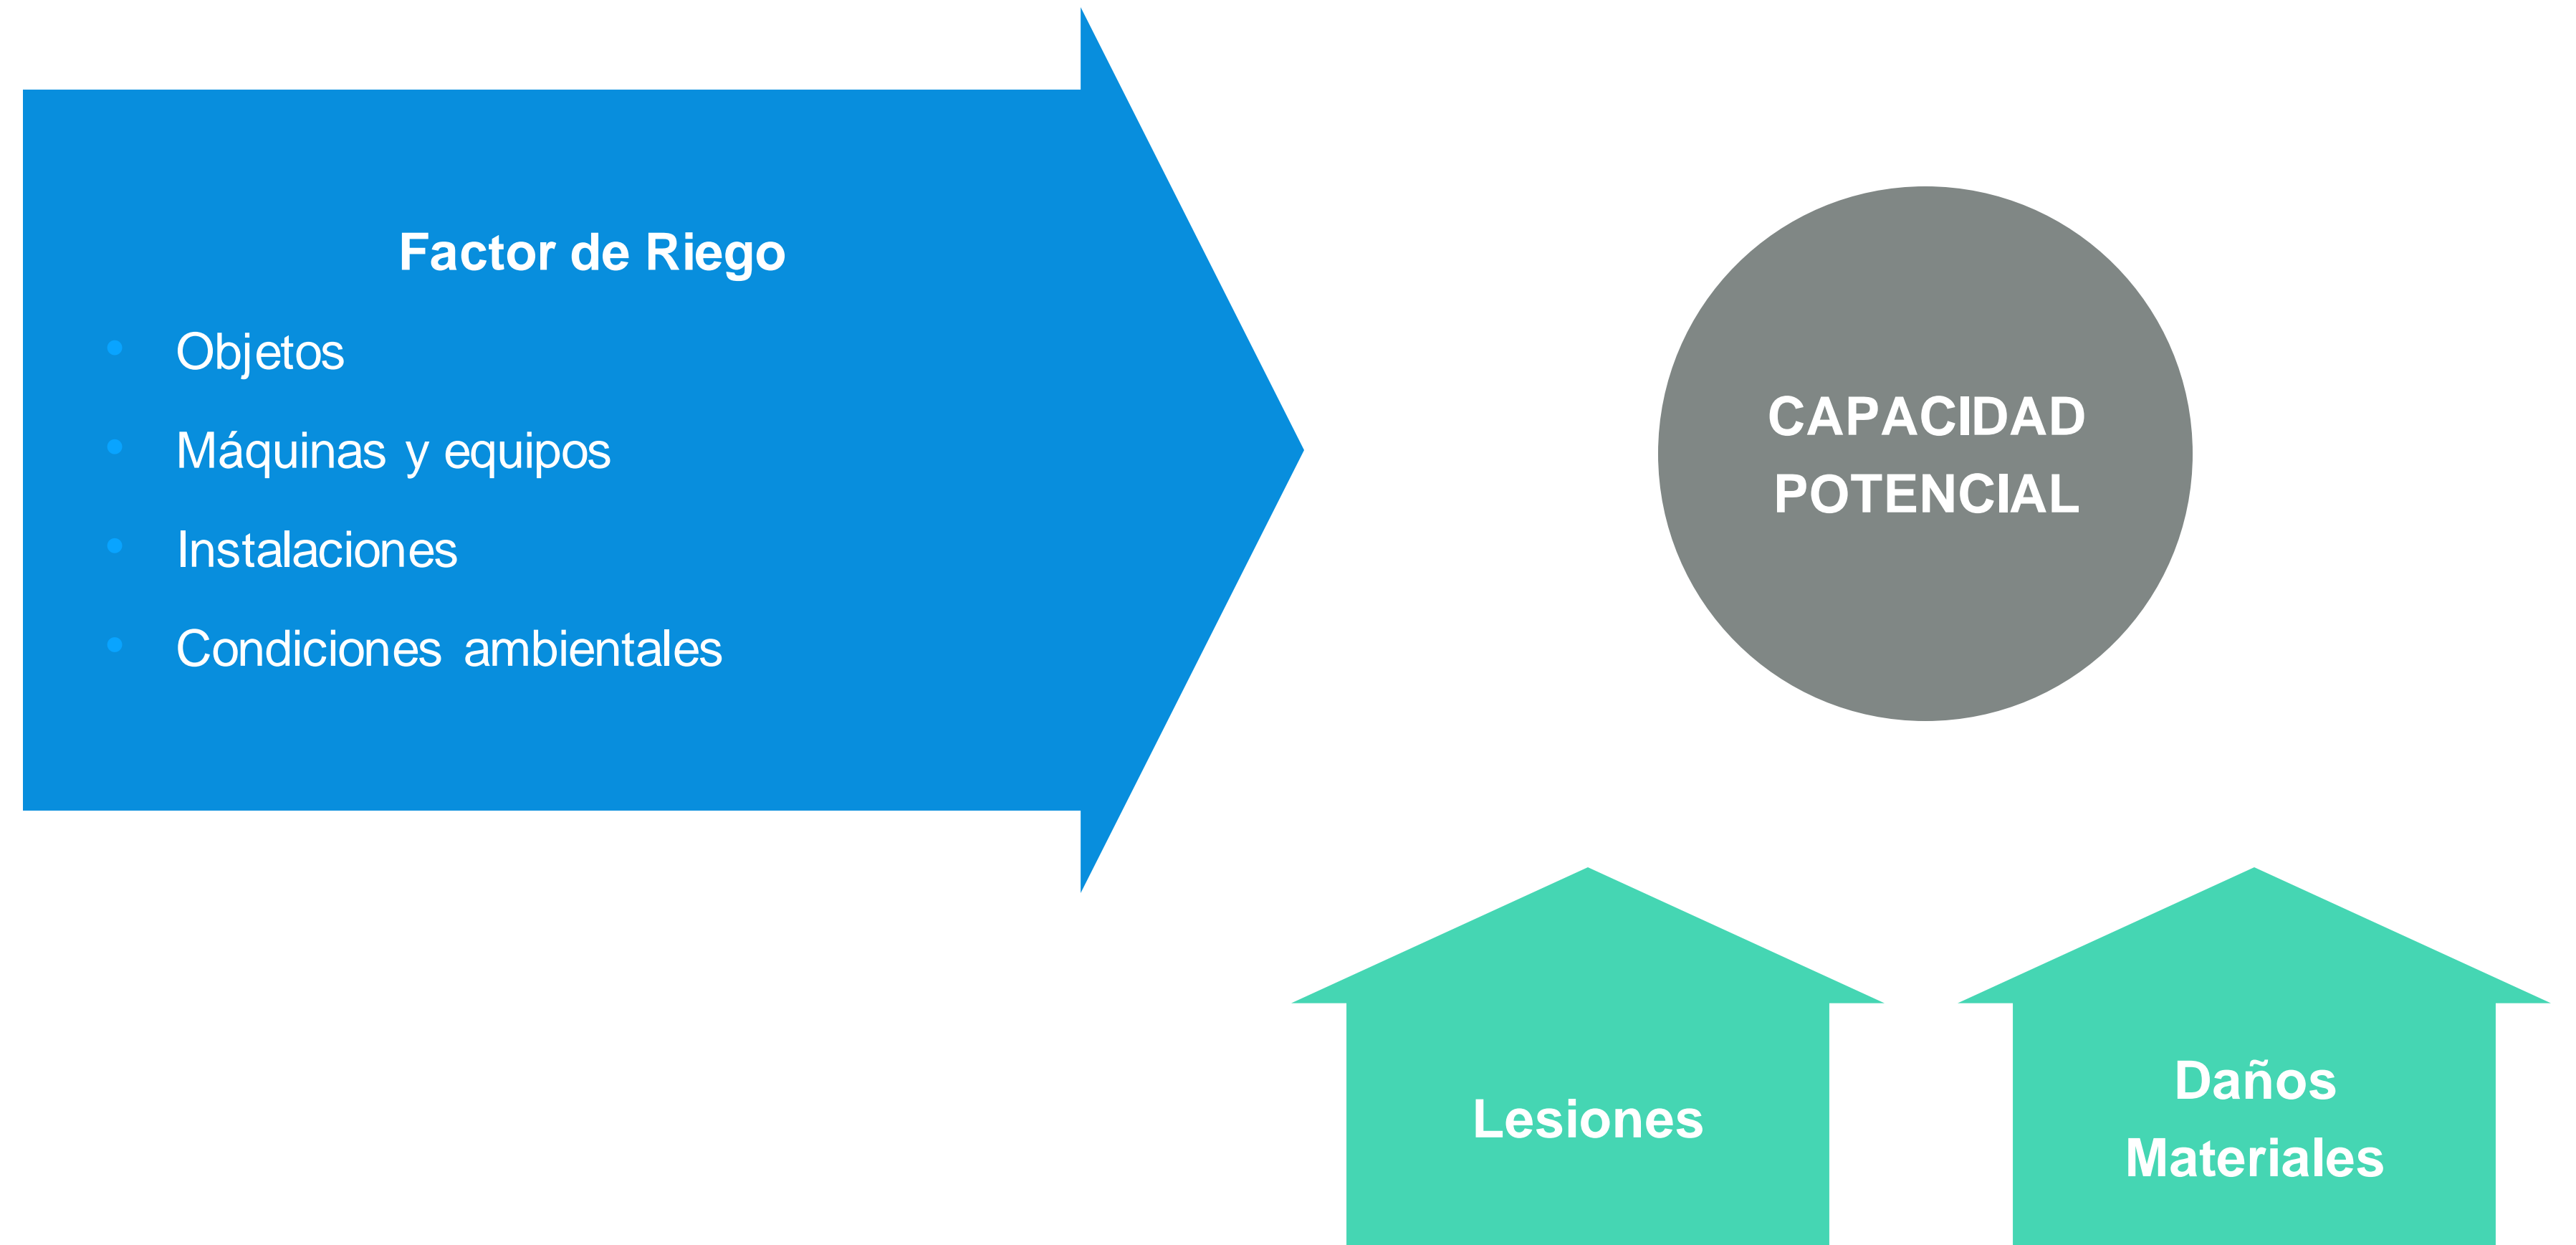 Factor de Riego
• Objetos
• Máquinas y equipos
• Instalaciones
• Condiciones ambientales
CAPACIDAD
POTENCIAL
Lesiones
Daños
Materiales